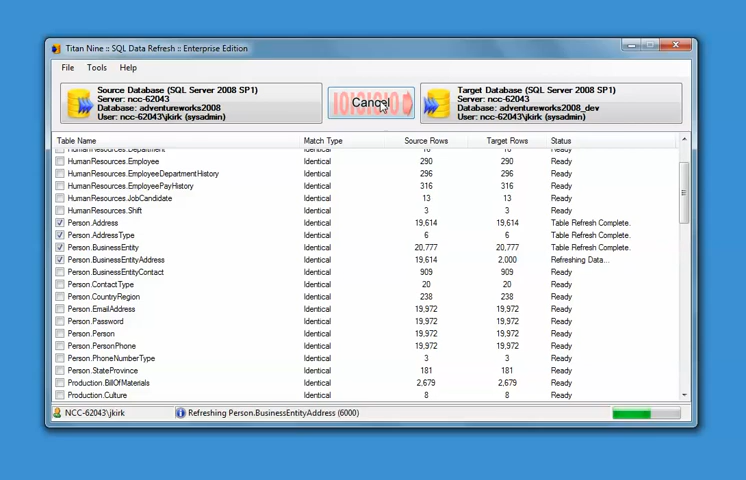 Titan Nine :: SQL Data Refresh :: Enterprise Edition
File Tools Help
Source Database (SQL Server 2008 SP1)
Server: ncc-62043
Database: adventureworks2008
User: ncc-62043\jkirk (sysadmin)
Cancel
Target Database (SQL Server 2008 SP1)
Server: ncc-62043
Database: adventureworks2008_dev
User: ncc-62043\jkirk (sysadmin)
Table Name Match Type Source Rows Target Rows Status
HumanResources.Department Identical 16 16 Ready
HumanResources.Employee Identical 290 290 Ready
HumanResources.EmployeeDepartmentHistory Identical 296 296 Ready
HumanResources.EmployeePayHistory Identical 316 316 Ready
HumanResources.JobCandidate Identical 13 13 Ready
HumanResources.Shift Identical 3 3 Ready
Person.Address Identical 19,614 19,614 Table Refresh Complete.
Person.AddressType Identical 6 6 Table Refresh Complete.
Person.BusinessEntity Identical 20,777 20,777 Table Refresh Complete.
Person.BusinessEntityAddress Identical 19,614 2,000 Refreshing Data...
Person.BusinessEntityContact Identical 909 909 Ready
Person.ContactType Identical 20 20 Ready
Person.CountryRegion Identical 238 238 Ready
Person.EmailAddress Identical 19,972 19,972 Ready
Person.Password Identical 19,972 19,972 Ready
Person.Person Identical 19,972 19,972 Ready
Person.PersonPhone Identical 19,972 19,972 Ready
Person.PhoneNumberType Identical 3 3 Ready
Person.StateProvince Identical 181 181 Ready
Production.BillOfMaterials Identical 2,679 2,679 Ready
Production.Culture Identical 8 8 Ready
NCC-62043\jkirk Refreshing Person.BusinessEntityAddress (6000)